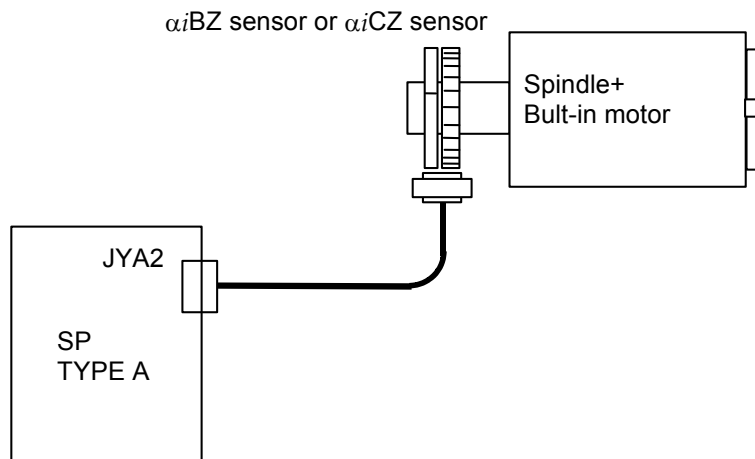 αiBZ sensor or αiCZ sensor
Spindle+
Bult-in motor
JYA2
SP
TYPE A